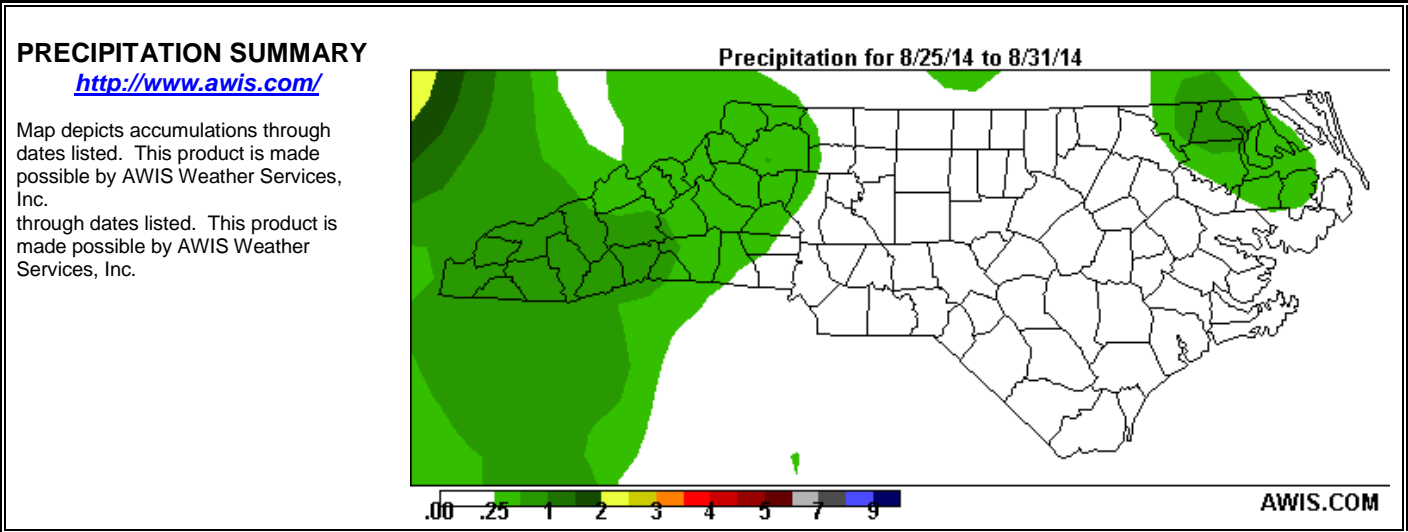 PRECIPITATION SUMMARY
http://www.awis.com/
Map depicts accumulations through
dates listed. This product is made
possible by AWIS Weather Services,
Inc.
through dates listed. This product is
made possible by AWIS Weather
Services, Inc.
Precipitation for 8/25/14 to 8/31/14
.00 .25 1 2 3 4 5 7 9
AWIS.COM